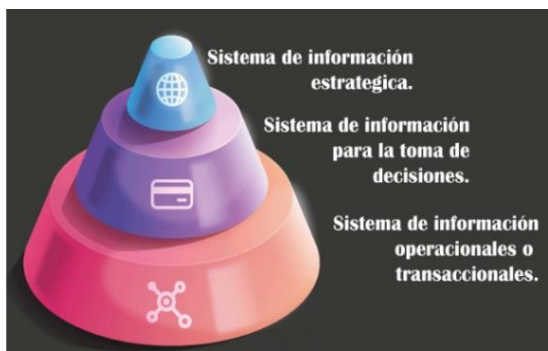 Sistema de información
estrategica.
Sistema de información
para la toma de
decisiones.
Sistema de información
operacionales o
transaccionales.